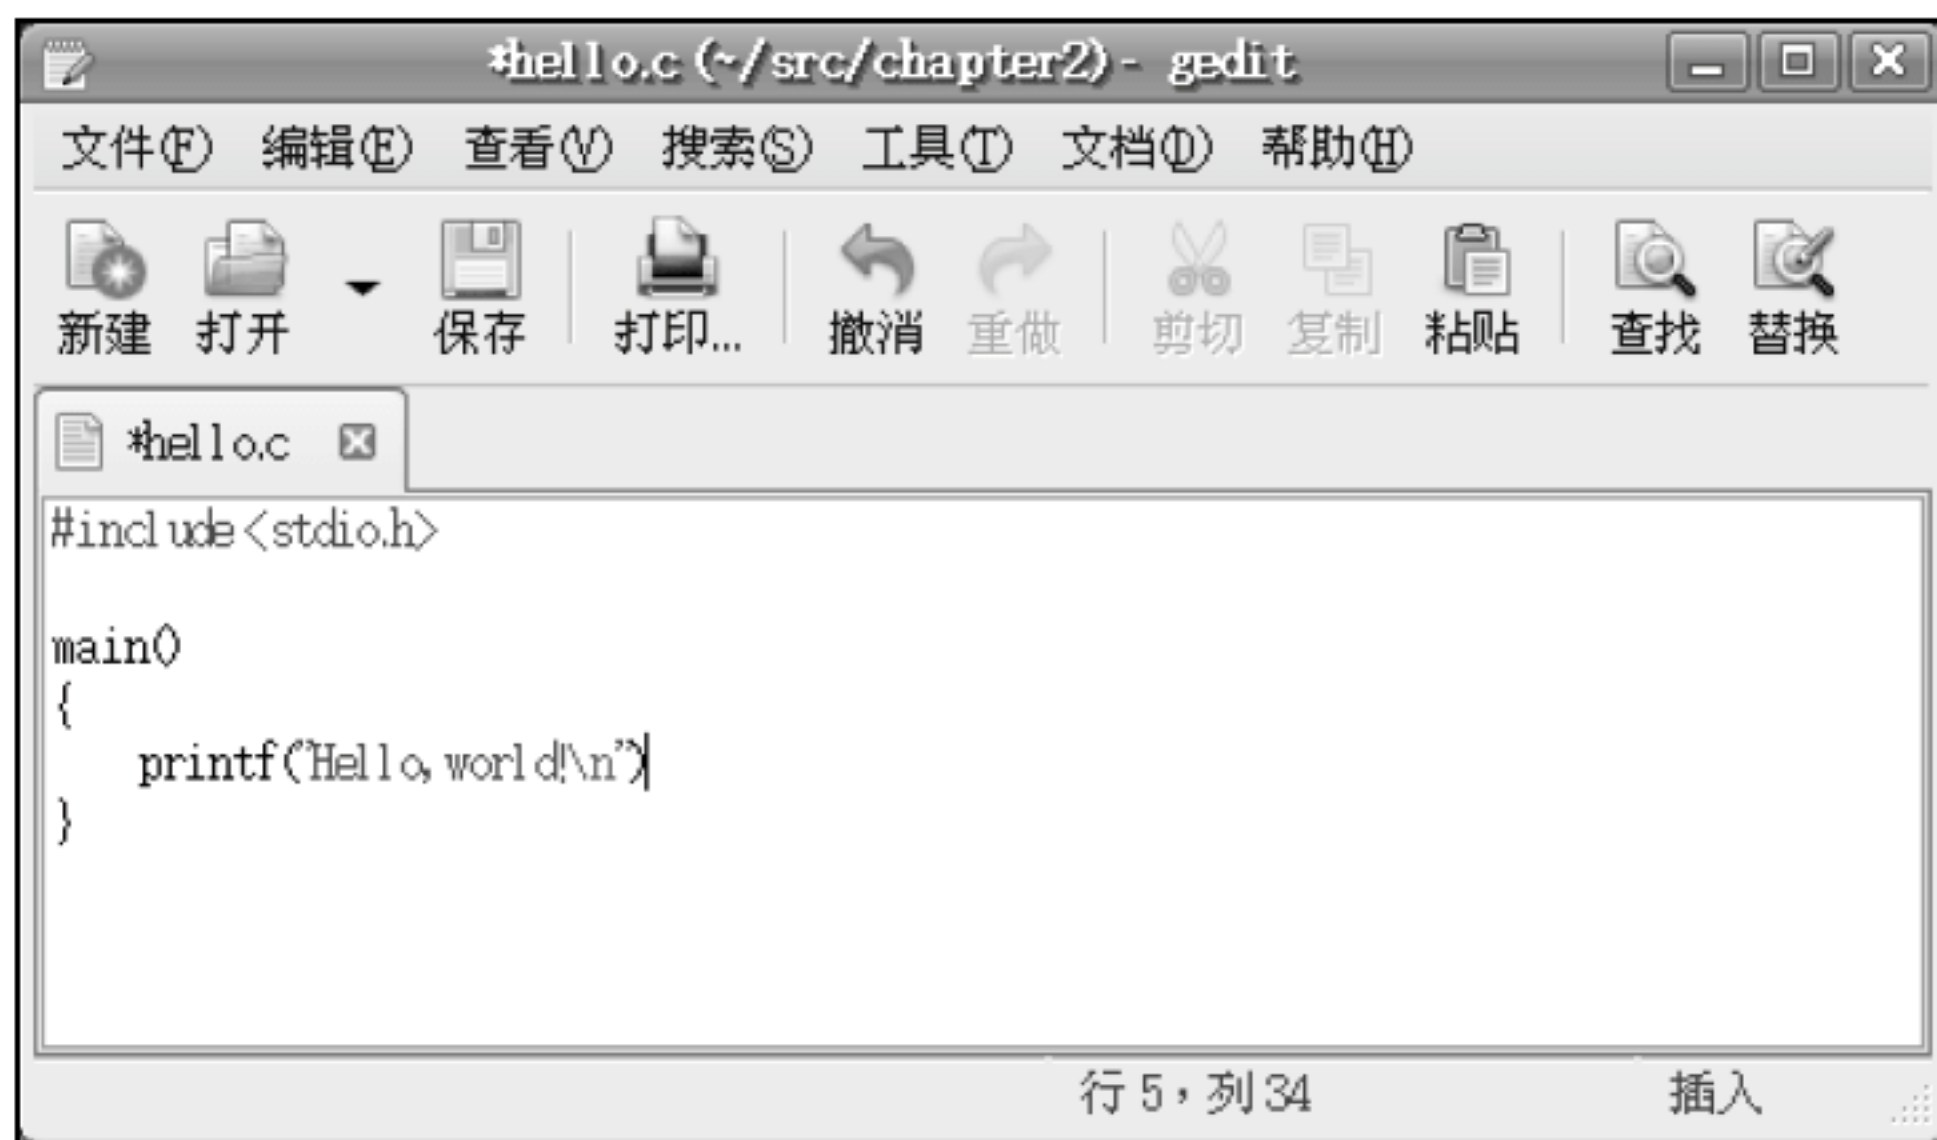 *hello.c (~/src/chapter2) - gedit
文件(F) 编辑(E) 查看(V) 搜索(S) 工具(T) 文档(D) 帮助(H)
新建 打开 保存 打印... 撤消 重做 剪切 复制 粘贴 查找 替换
*hello.c
#include<stdio.h>
main()
{
printf("Hello,world!\n")
}
行 5，列 34 插入